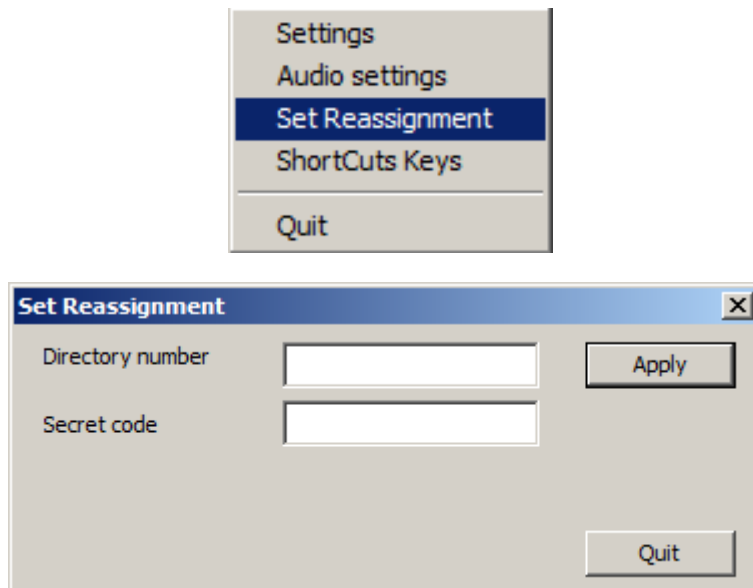 Settings
Audio settings
Set Reassignment
ShortCuts Keys
Quit
Set Reassignment
Directory number
Apply
Secret code
Quit